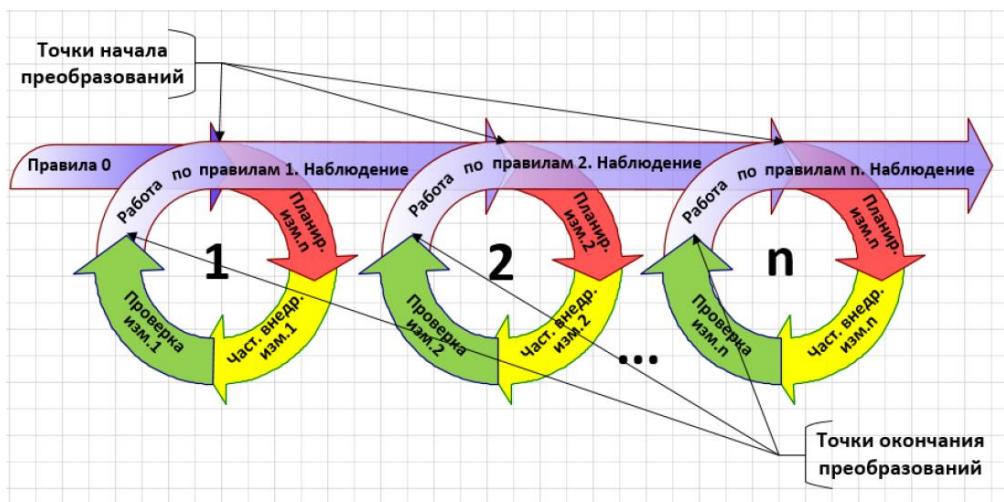 Точки начала
преобразований
Правила 0
Работа по правилам 1. Наблюдение
Работа по правилам 2. Наблюдение
Работа по правилам n. Наблюдение
Планир.
изм.n
Част. внедр.
изм.1
Проверка
изм.1
1
Планир.
изм.2
Част. внедр.
изм.2
Проверка
изм.2
2
...
Планир.
изм.n
Част. внедр.
изм.n
Проверка
изм.n
n
Точки окончания
преобразований